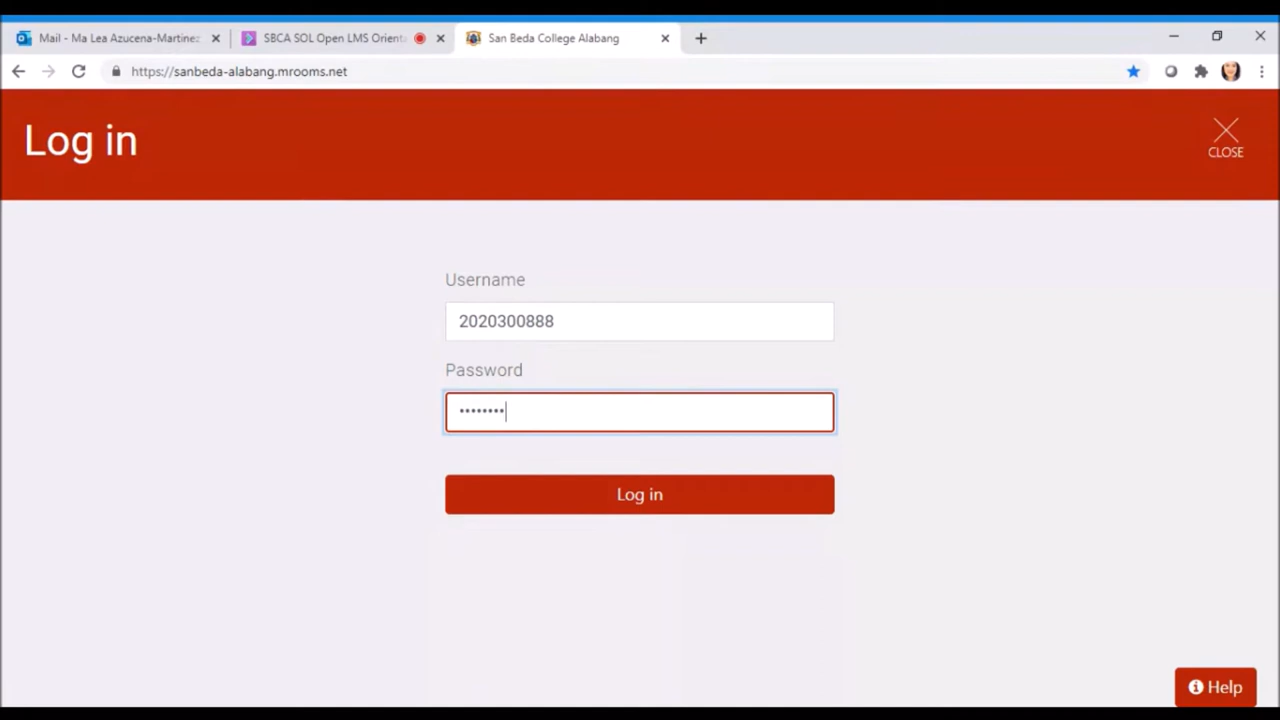 Mail - Ma Lea Azucena-Martinez
SBCA SOL Open LMS Orienta
San Beda College Alabang
https://sanbeda-alabang.mrooms.net
Log in
CLOSE
Username
2020300888
Password
••••••••
Log in
Help